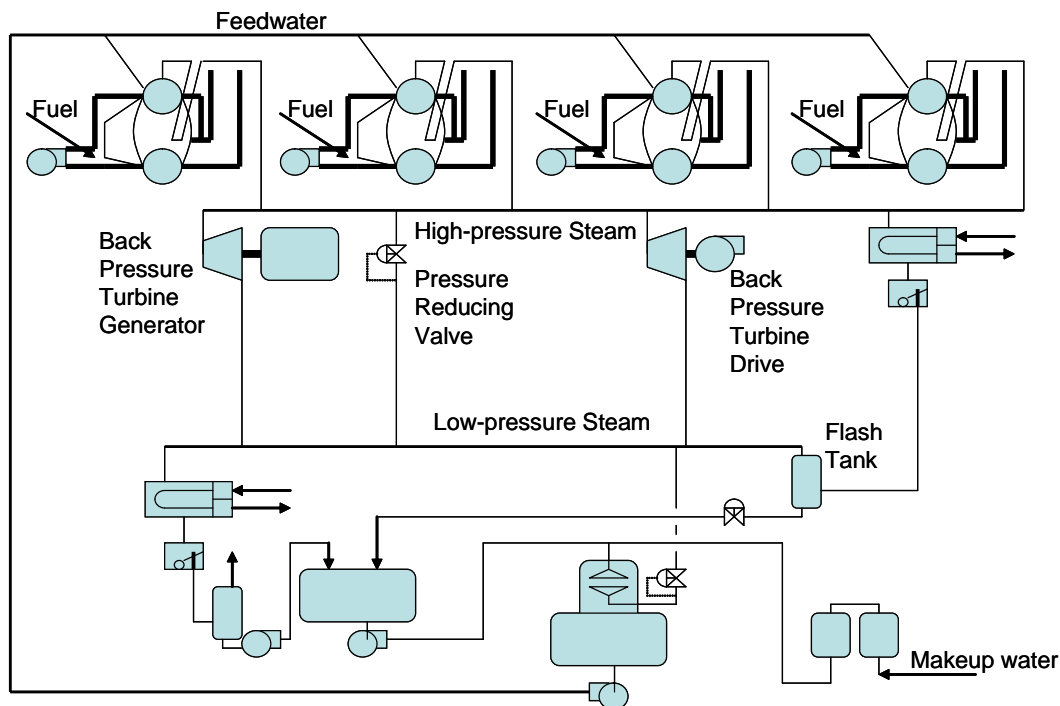 Feedwater
Fuel
Fuel
Fuel
Fuel
High-pressure Steam
Back
Pressure
Turbine
Generator
Pressure
Reducing
Valve
Back
Pressure
Turbine
Drive
Low-pressure Steam
Flash
Tank
Makeup water